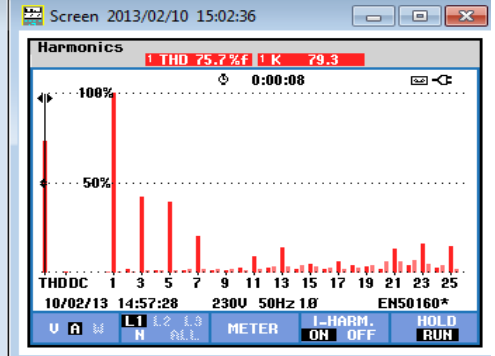 Screen 2013/02/10 15:02:36
Harmonics
1 THD 75.7%f 1 K 79.3
0:00:08
100%
50%
THDDC 1 3 5 7 9 11 13 15 17 19 21 23 25
10/02/13 14:57:28 230V 50Hz 1Ø EN50160*
V A W L1 L2 L3 N ALL METER I-HARM. ON OFF HOLD RUN